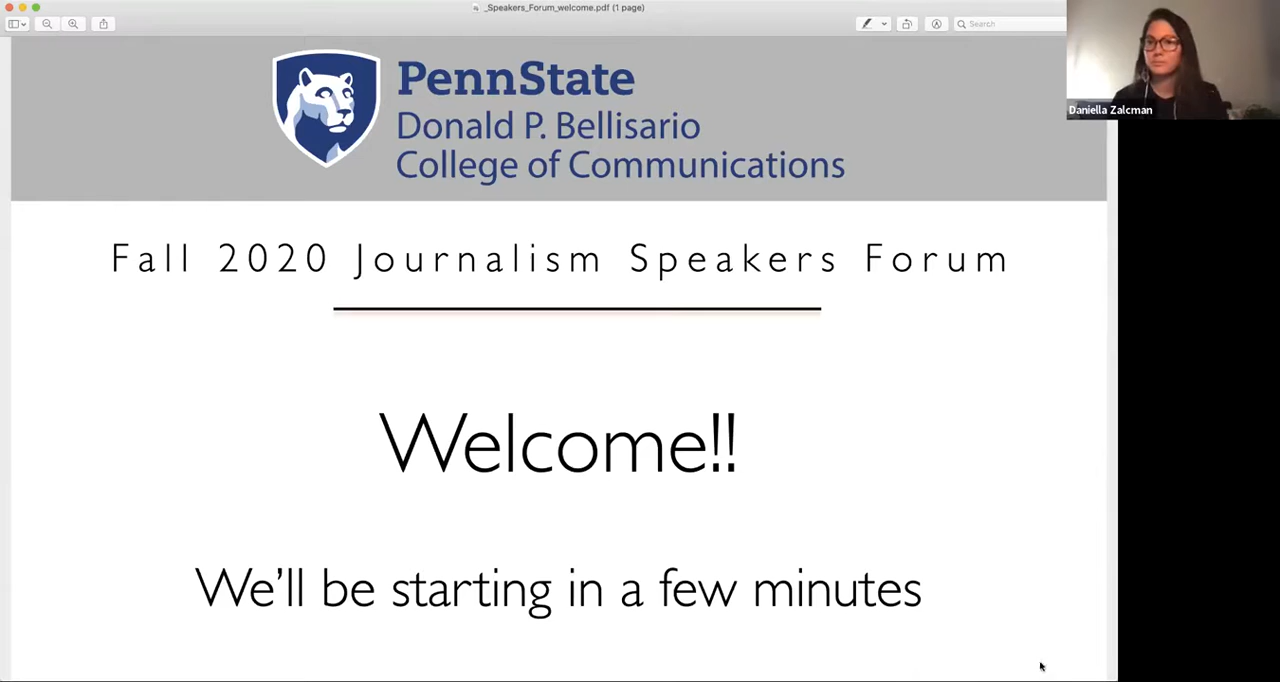 _Speakers_Forum_welcome.pdf (1 page)
Search
Daniella Zalcman
PennState
Donald P. Bellisario
College of Communications
Fall 2020 Journalism Speakers Forum
Welcome!!
We'll be starting in a few minutes